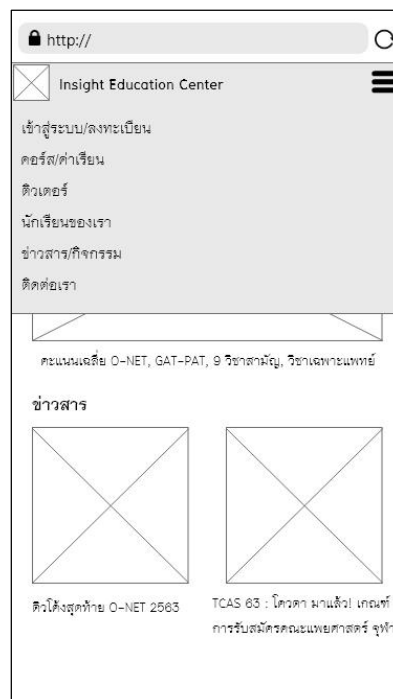 http://
Insight Education Center
เข้าสู่ระบบ/ลงทะเบียน
คอร์ส/ค่าเรียน
ติวเตอร์
นักเรียนของเรา
ข่าวสาร/กิจกรรม
ติดต่อเรา
คะแนนเฉลี่ย O-NET, GAT-PAT, 9 วิชาสามัญ, วิชาเฉพาะแพทย์
ข่าวสาร
ติวโค้งสุดท้าย O-NET 2563
TCAS 63 : โควตา มาแล้ว! เกณฑ์
การรับสมัครคณะแพยศาสตร์ จุฬา